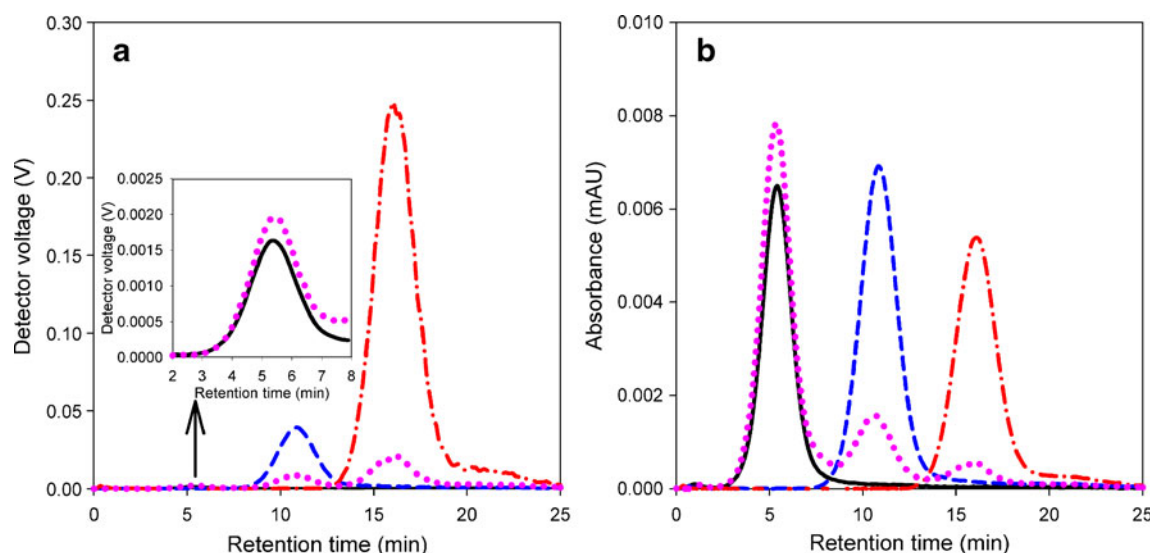 a
0.30
0.25
0.20
0.15
0.10
0.05
0.00
Detector voltage (V)
0 5 10 15 20 25
Retention time (min)
0.0025
0.0020
0.0015
0.0010
0.0005
0.0000
Detector voltage (V)
2 3 4 5 6 7 8
Retention time (min)
b
0.010
0.008
0.006
0.004
0.002
0.000
Absorbance (mAU)
0 5 10 15 20 25
Retention time (min)